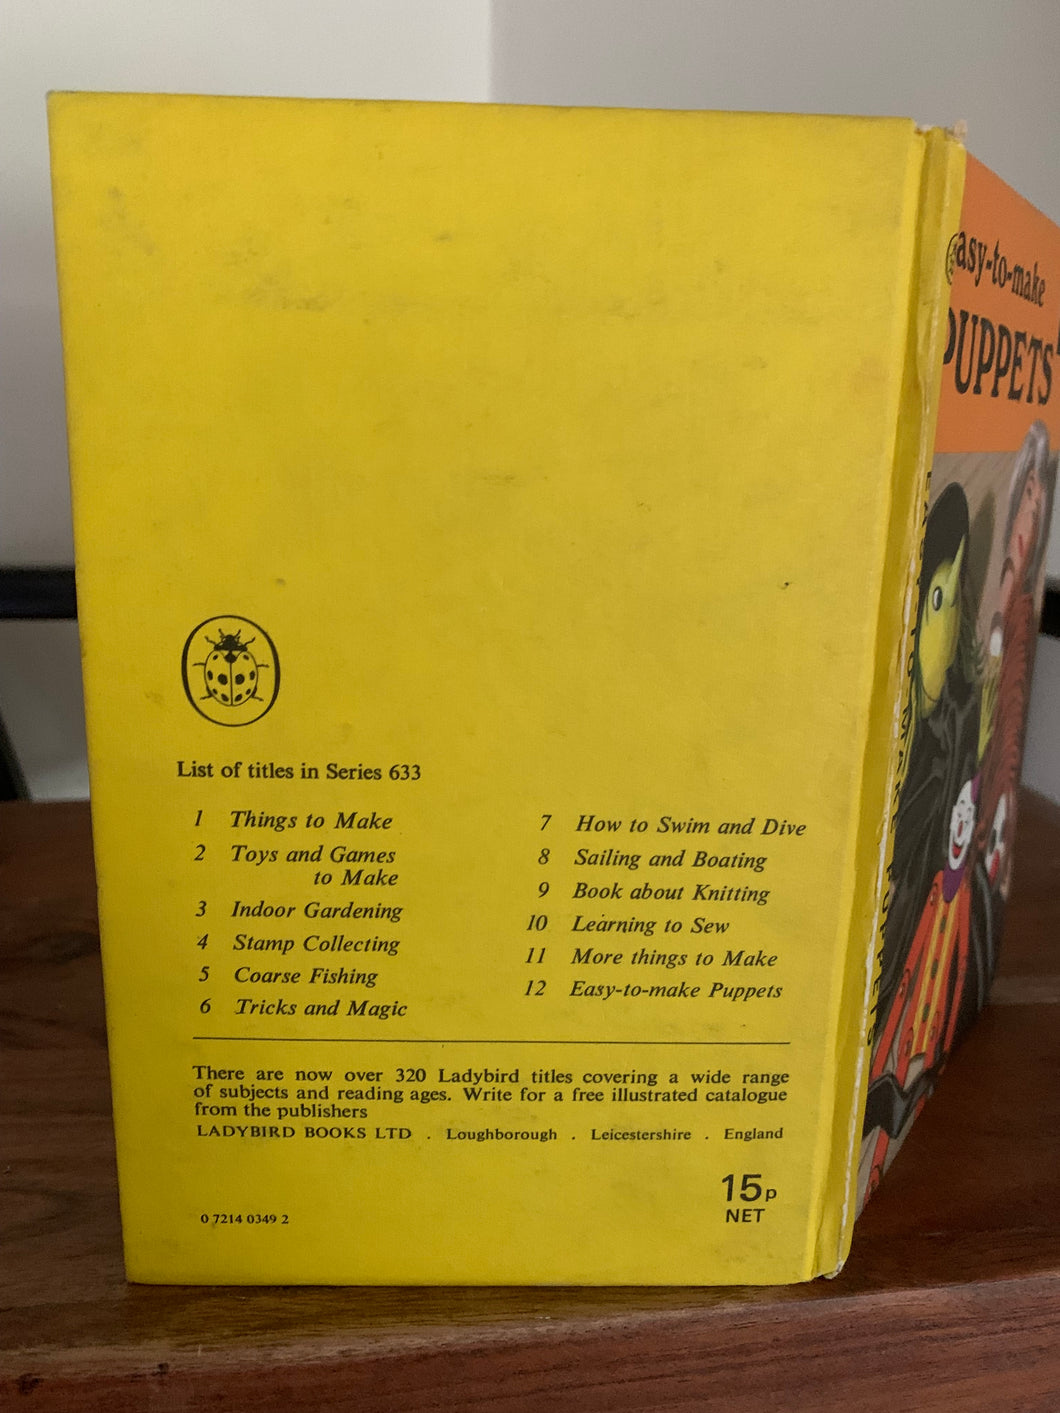 List of titles in Series 633
1 Things to Make
2 Toys and Games
to Make
3 Indoor Gardening
4 Stamp Collecting
5 Coarse Fishing
6 Tricks and Magic
7 How to Swim and Dive
8 Sailing and Boating
9 Book about Knitting
10 Learning to Sew
11 More things to Make
12 Easy-to-make Puppets
There are now over 320 Ladybird titles covering a wide range
of subjects and reading ages. Write for a free illustrated catalogue
from the publishers
LADYBIRD BOOKS LTD . Loughborough . Leicestershire . England
15p
NET
0 7214 0349 2
EASY TO MAKE PUPPETS
easy-to-make
PUPPETS